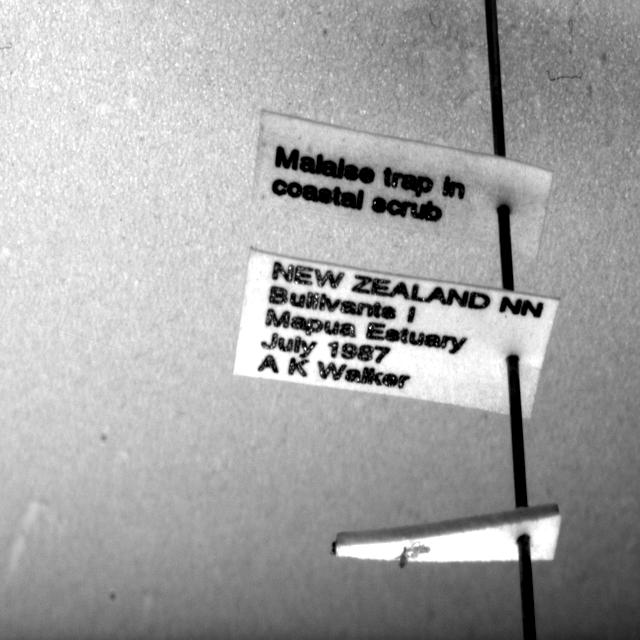 Malaise trap in
coastal scrub
NEW ZEALAND NN
Bullivants I
Mapua Estuary
July 1987
A K Walker